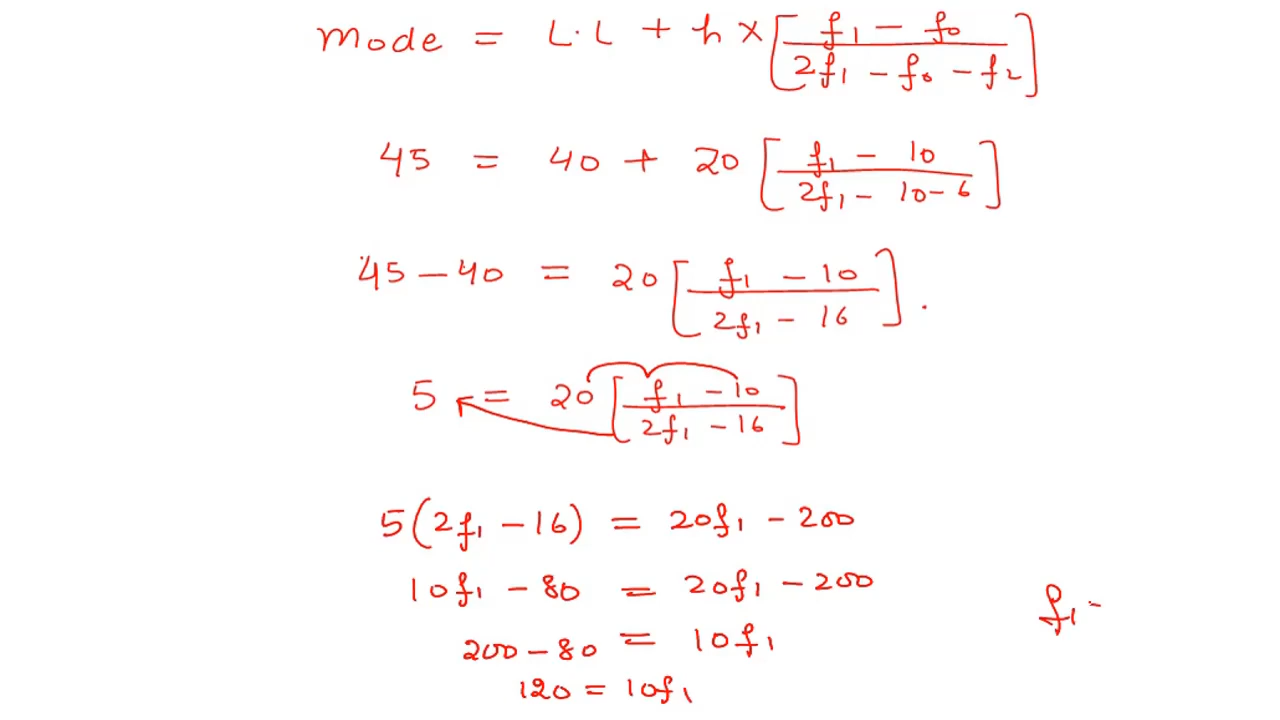 mode = L.L + h × [ f₁ - f₀ / 2f₁ - f₀ - f₂ ]
45 = 40 + 20 [ f₁ - 10 / 2f₁ - 10 - 6 ]
45 - 40 = 20 [ f₁ - 10 / 2f₁ - 16 ] .
5 = 20 [ f₁ - 10 / 2f₁ - 16 ]
5(2f₁ - 16) = 20f₁ - 200
10f₁ - 80 = 20f₁ - 200
200 - 80 = 10f₁
120 = 10f₁
f₁ -